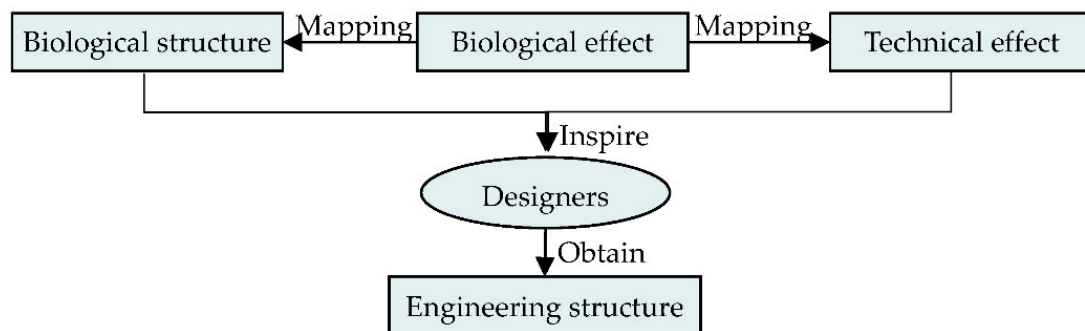 Biological structure
Mapping
Biological effect
Mapping
Technical effect
Inspire
Designers
Obtain
Engineering structure